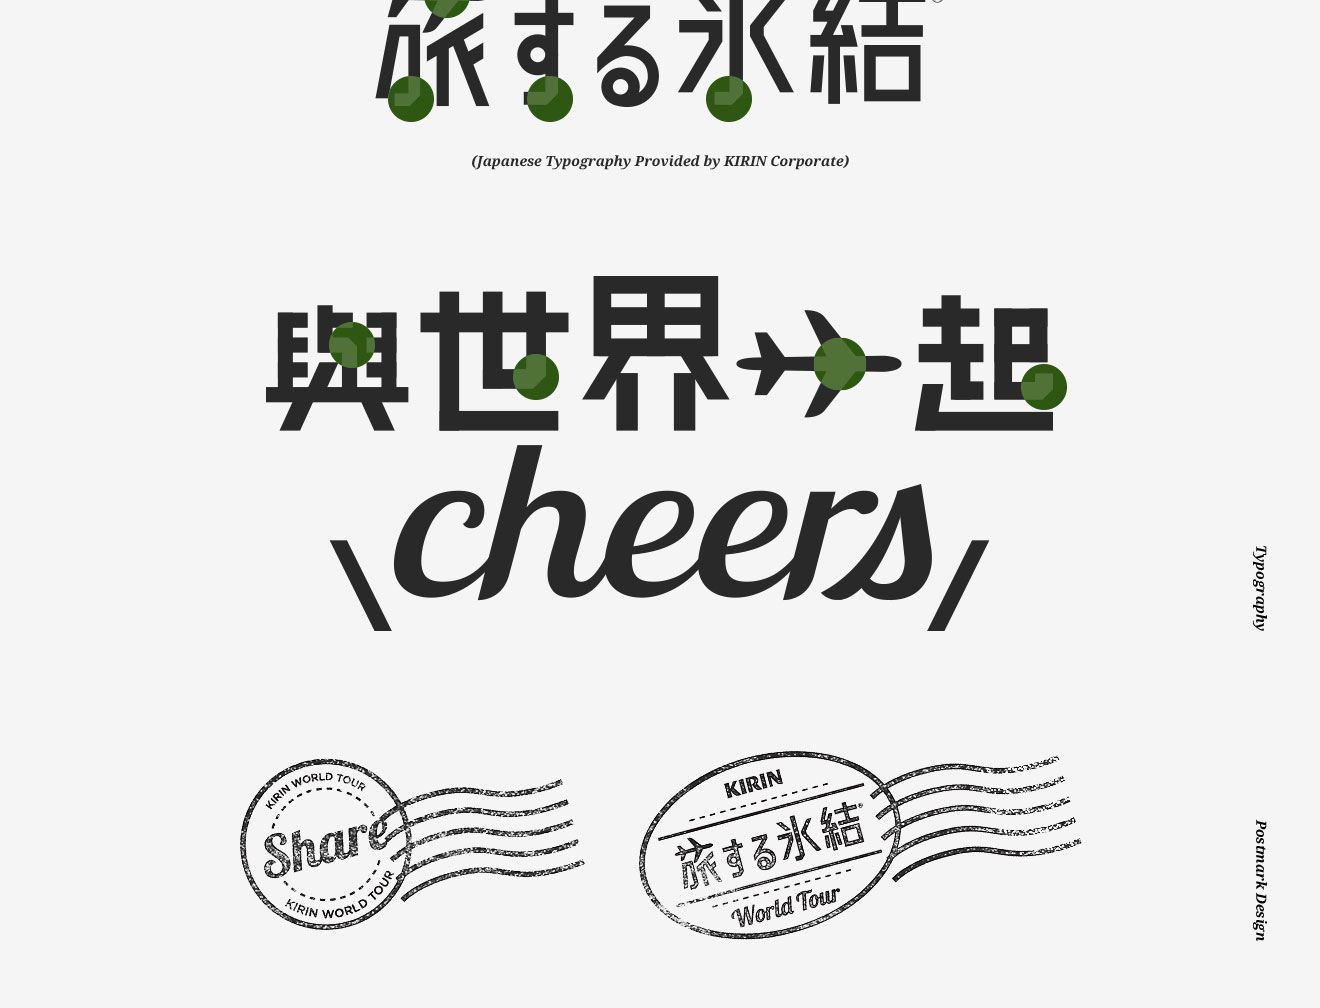 旅する氷結®
(Japanese Typography Provided by KIRIN Corporate)
與世界一起
cheers
Typography
KIRIN WORLD TOUR
Share
KIRIN WORLD TOUR
KIRIN
旅する氷結®
World Tour
Postmark Design